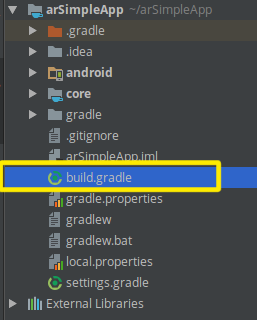 arSimpleApp ~/arSimpleApp
.gradle
.idea
android
core
gradle
.gitignore
arSimpleApp.iml
build.gradle
gradle.properties
gradlew
gradlew.bat
local.properties
settings.gradle
External Libraries